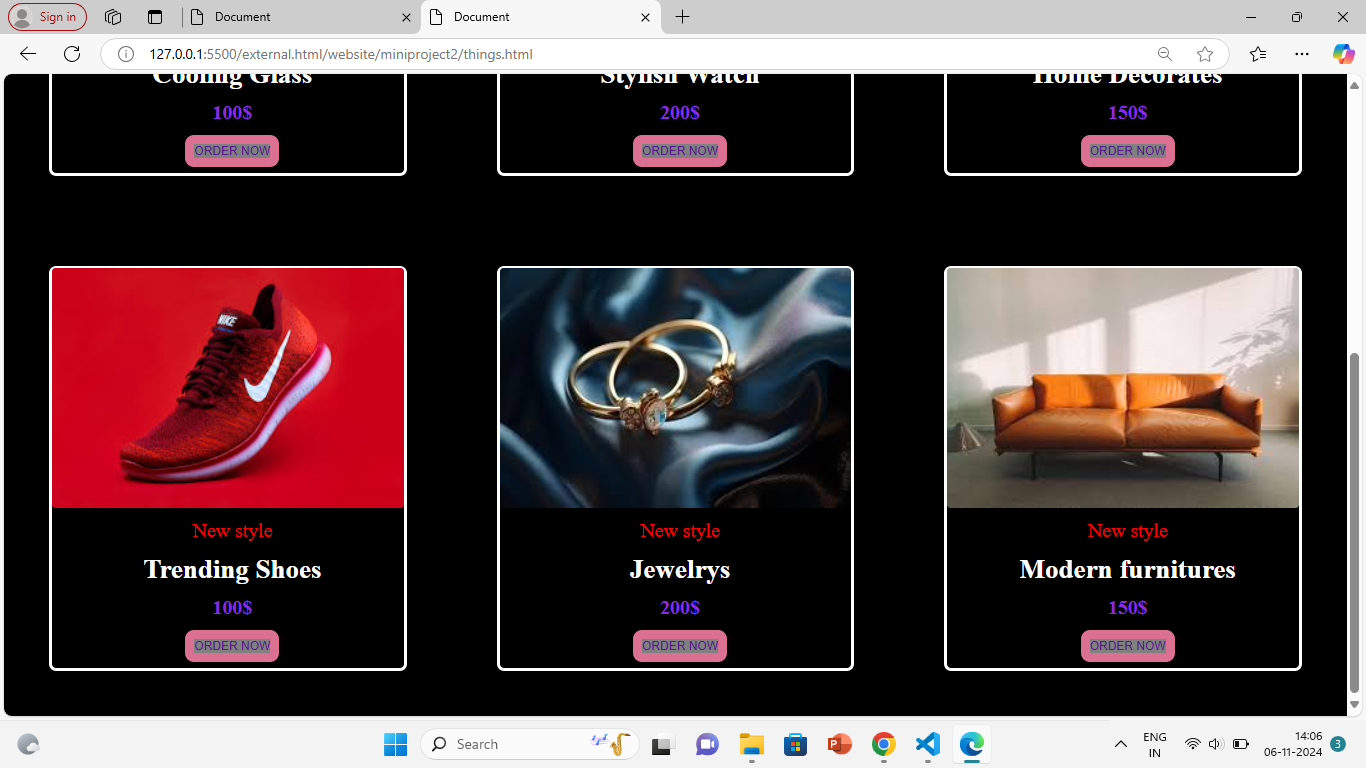 Sign in
Document
Document
127.0.0.1:5500/external.html/website/miniproject2/things.html
Cooling Glass
Stylish Watch
Home Decorates
100$
200$
150$
ORDER NOW
ORDER NOW
ORDER NOW
NIKE
New style
New style
New style
Trending Shoes
Jewelrys
Modern furnitures
100$
200$
150$
ORDER NOW
ORDER NOW
ORDER NOW
Search
P
ENG
IN
14:06
06-11-2024
3